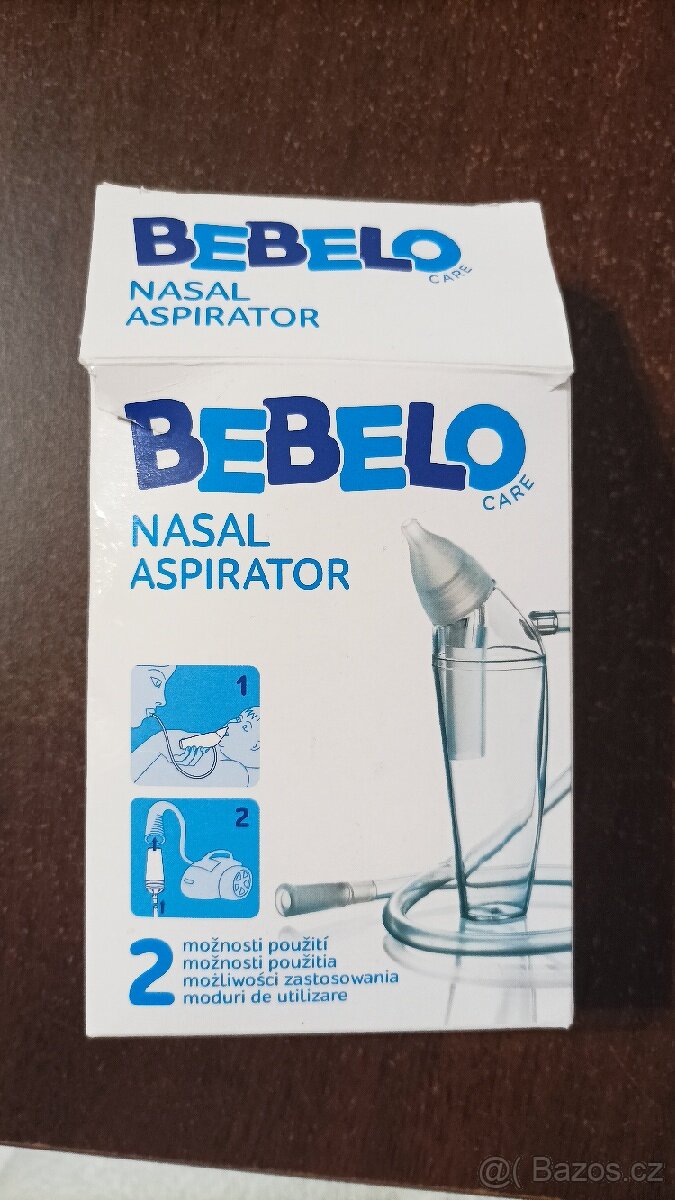 BEBELO
CARE
NASAL
ASPIRATOR
BEBELO
CARE
NASAL
ASPIRATOR
1
2
2
možnosti použití
možnosti použitia
możliwości zastosowania
moduri de utilizare
@( Bazos.cz